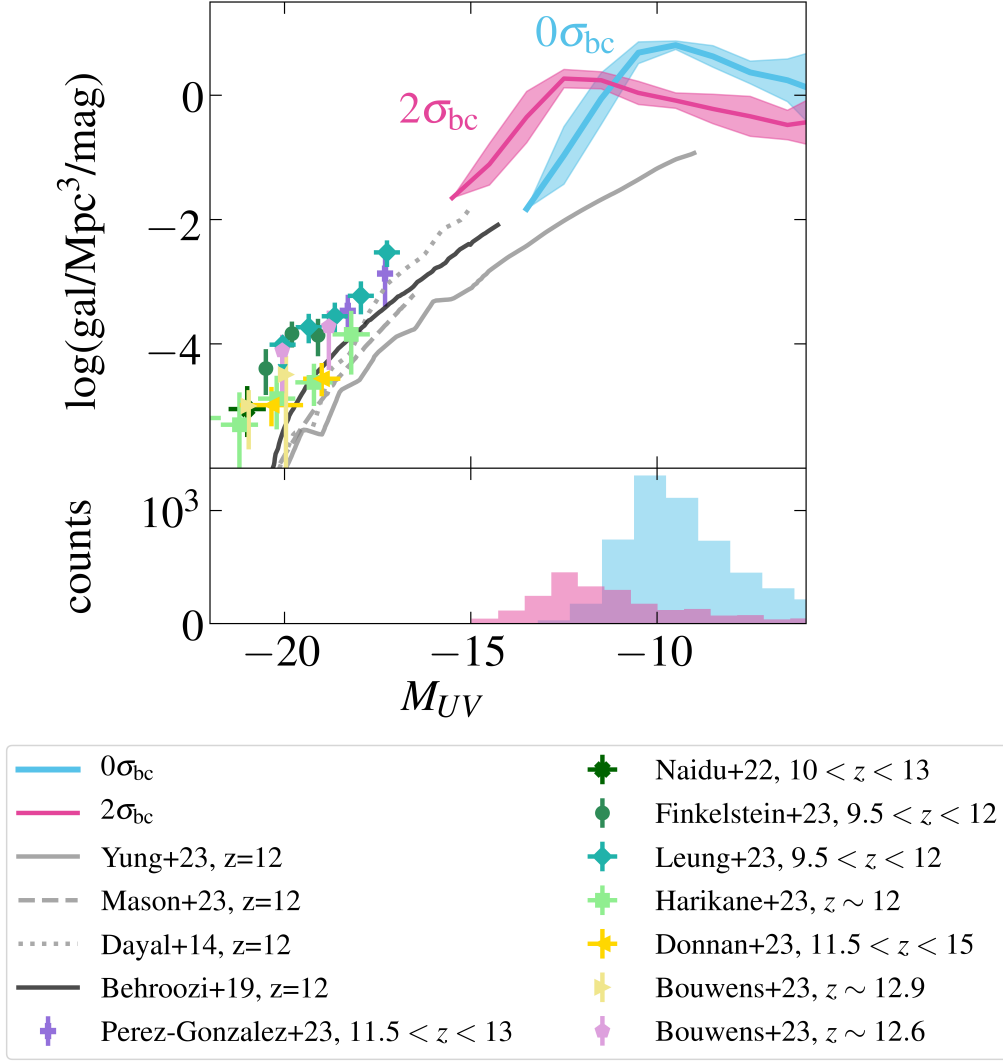 0σbc
2σbc
log(gal/Mpc³/mag)
0
−2
−4
counts
10³
0
−20
−15
−10
M_UV
0σbc
2σbc
Yung+23, z=12
Mason+23, z=12
Dayal+14, z=12
Behroozi+19, z=12
Perez-Gonzalez+23, 11.5 < z < 13
Naidu+22, 10 < z < 13
Finkelstein+23, 9.5 < z < 12
Leung+23, 9.5 < z < 12
Harikane+23, z ∼ 12
Donnan+23, 11.5 < z < 15
Bouwens+23, z ∼ 12.9
Bouwens+23, z ∼ 12.6